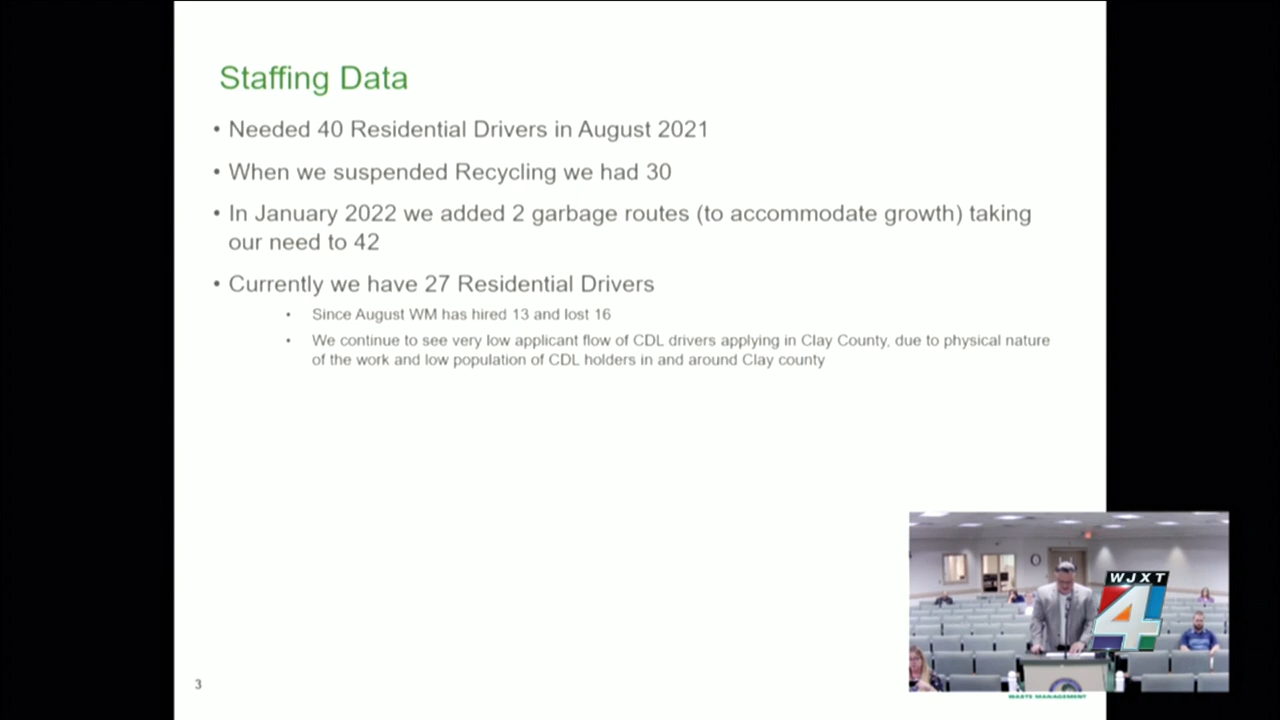 Staffing Data
• Needed 40 Residential Drivers in August 2021
• When we suspended Recycling we had 30
• In January 2022 we added 2 garbage routes (to accommodate growth) taking
our need to 42
• Currently we have 27 Residential Drivers
• Since August WM has hired 13 and lost 16
• We continue to see very low applicant flow of CDL drivers applying in Clay County, due to physical nature
of the work and low population of CDL holders in and around Clay county
WJXT
4
3
WASTE MANAGEMENT